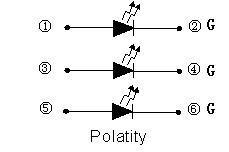 ① ② G
③ ④ G
⑤ ⑥ G
Polatity